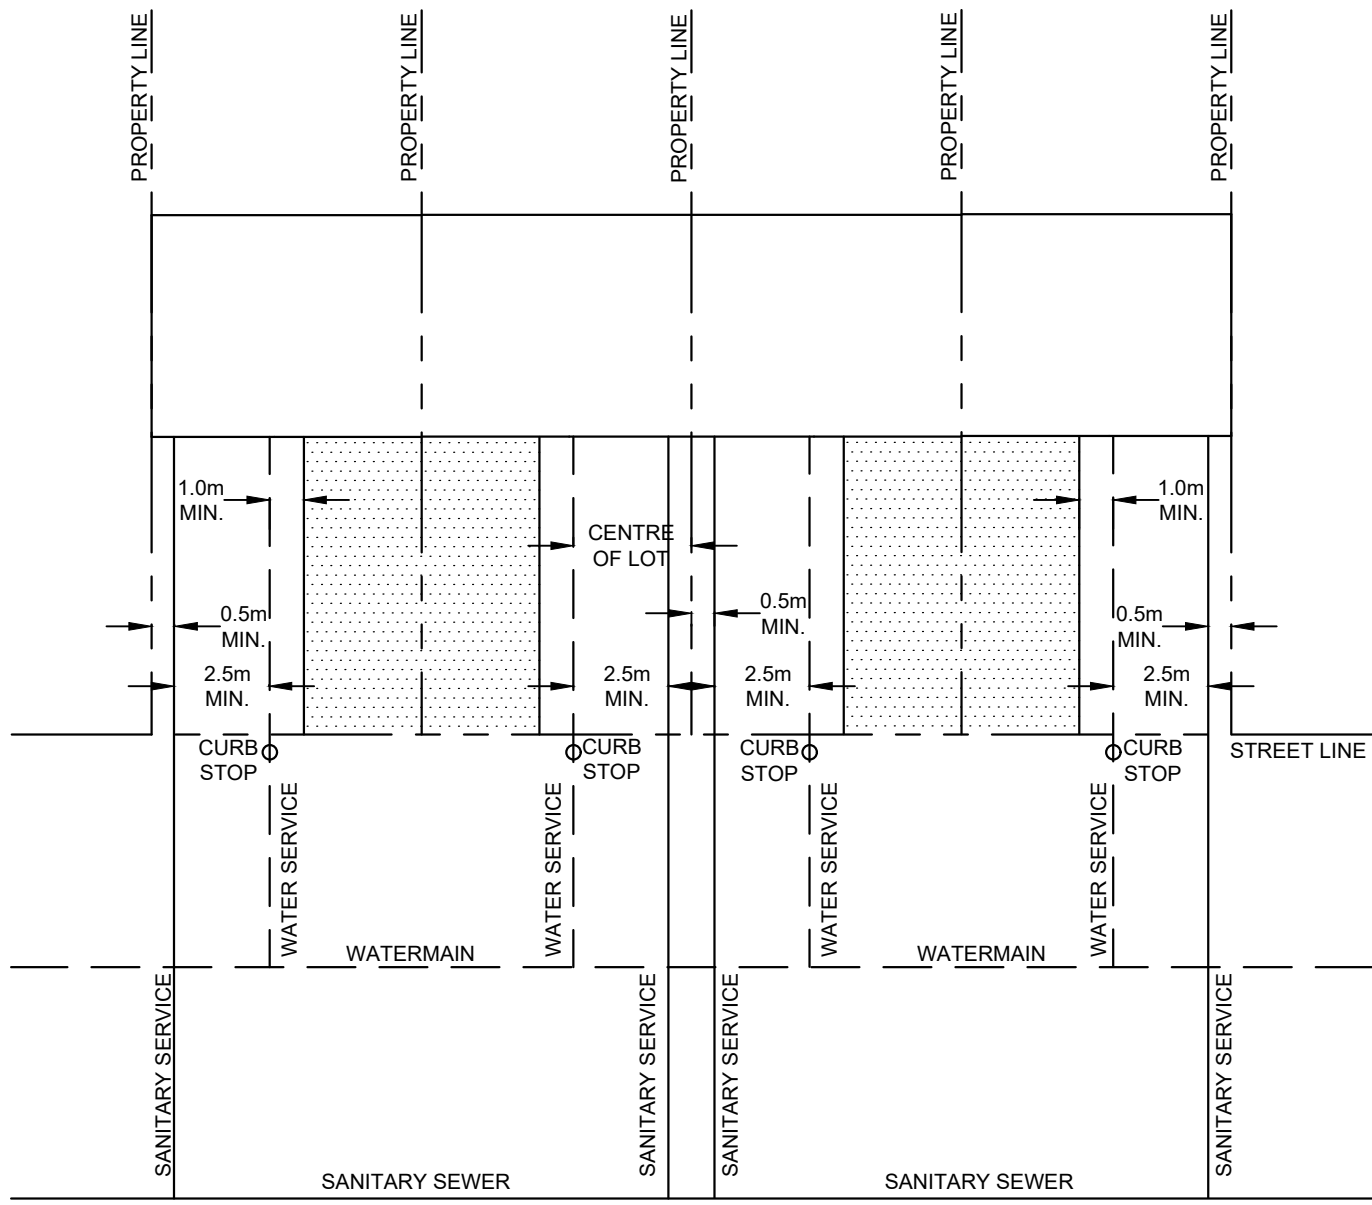 PROPERTY LINE
PROPERTY LINE
PROPERTY LINE
PROPERTY LINE
PROPERTY LINE
1.0m
MIN.
1.0m
MIN.
CENTRE
OF LOT
0.5m
MIN.
0.5m
MIN.
0.5m
MIN.
2.5m
MIN.
2.5m
MIN.
2.5m
MIN.
2.5m
MIN.
CURB
STOP
CURB
STOP
CURB
STOP
CURB
STOP
STREET LINE
WATER SERVICE
WATER SERVICE
WATER SERVICE
WATER SERVICE
WATERMAIN
WATERMAIN
SANITARY SERVICE
SANITARY SERVICE
SANITARY SERVICE
SANITARY SERVICE
SANITARY SEWER
SANITARY SEWER